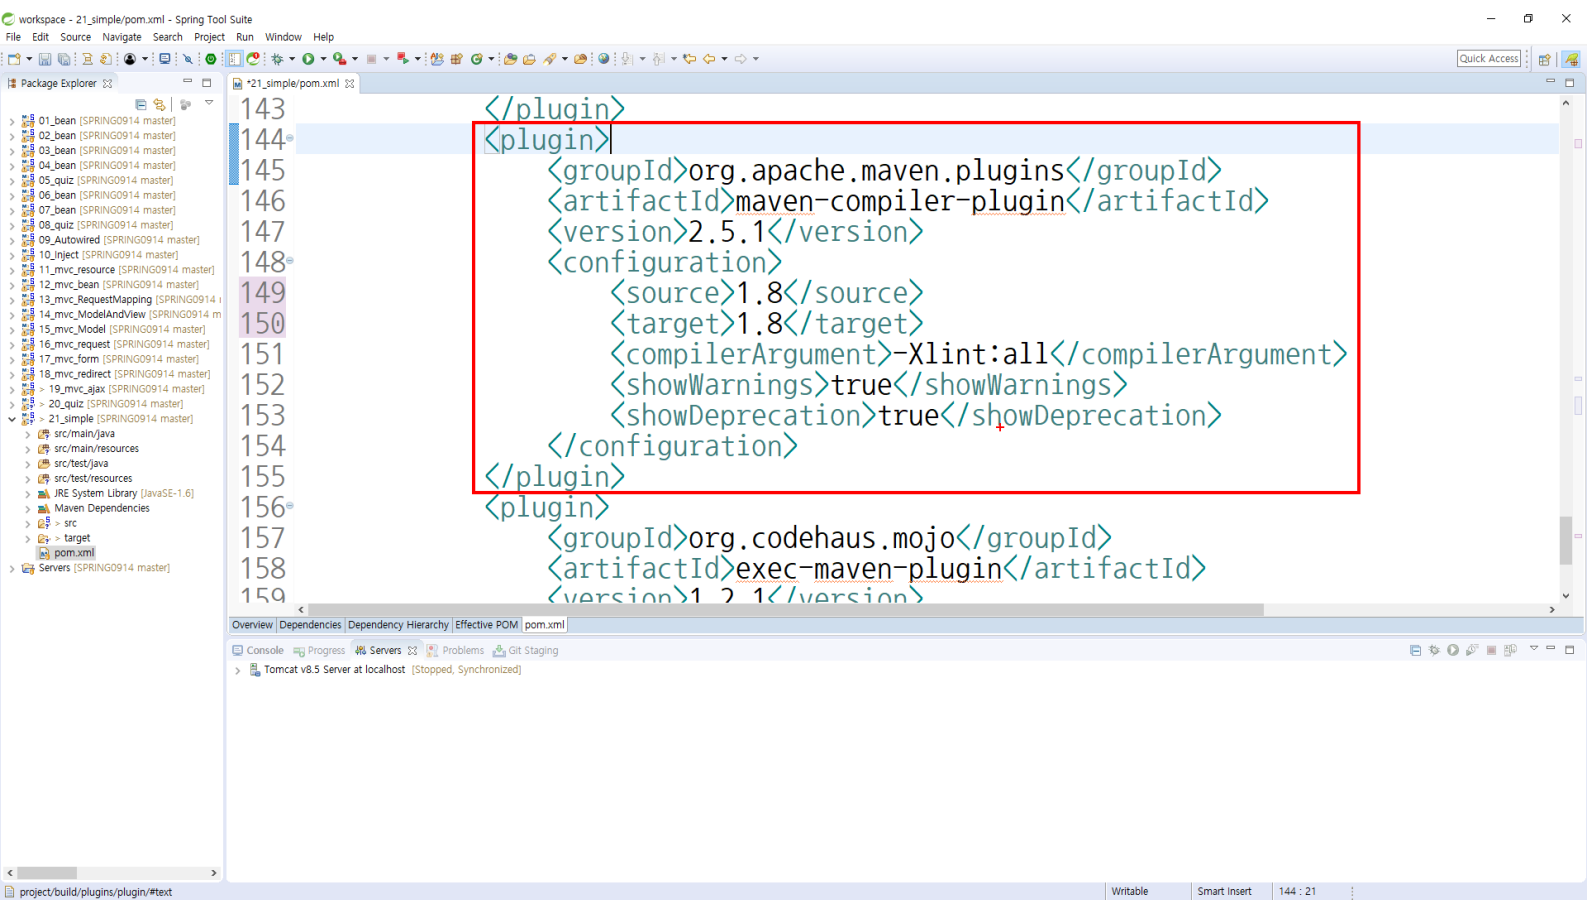 workspace - 21_simple/pom.xml - Spring Tool Suite
File Edit Source Navigate Search Project Run Window Help
Quick Access
Package Explorer
*21_simple/pom.xml
01_bean [SPRING0914 master]
02_bean [SPRING0914 master]
03_bean [SPRING0914 master]
04_bean [SPRING0914 master]
05_quiz [SPRING0914 master]
06_bean [SPRING0914 master]
07_bean [SPRING0914 master]
08_quiz [SPRING0914 master]
09_Autowired [SPRING0914 master]
10_Inject [SPRING0914 master]
11_mvc_resource [SPRING0914 master]
12_mvc_bean [SPRING0914 master]
13_mvc_RequestMapping [SPRING0914
14_mvc_ModelAndView [SPRING0914 m
15_mvc_Model [SPRING0914 master]
16_mvc_request [SPRING0914 master]
17_mvc_form [SPRING0914 master]
18_mvc_redirect [SPRING0914 master]
> 19_mvc_ajax [SPRING0914 master]
> 20_quiz [SPRING0914 master]
> 21_simple [SPRING0914 master]
src/main/java
src/main/resources
src/test/java
src/test/resources
JRE System Library [JavaSE-1.6]
Maven Dependencies
> src
> target
pom.xml
Servers [SPRING0914 master]
143 </plugin>
144 <plugin>
145 <groupId>org.apache.maven.plugins</groupId>
146 <artifactId>maven-compiler-plugin</artifactId>
147 <version>2.5.1</version>
148 <configuration>
149 <source>1.8</source>
150 <target>1.8</target>
151 <compilerArgument>-Xlint:all</compilerArgument>
152 <showWarnings>true</showWarnings>
153 <showDeprecation>true</showDeprecation>
154 </configuration>
155 </plugin>
156 <plugin>
157 <groupId>org.codehaus.mojo</groupId>
158 <artifactId>exec-maven-plugin</artifactId>
159 <version>1.2.1</version>
Overview Dependencies Dependency Hierarchy Effective POM pom.xml
Console Progress Servers Problems Git Staging
Tomcat v8.5 Server at localhost [Stopped, Synchronized]
project/build/plugins/plugin/#text
Writable Smart Insert 144 : 21